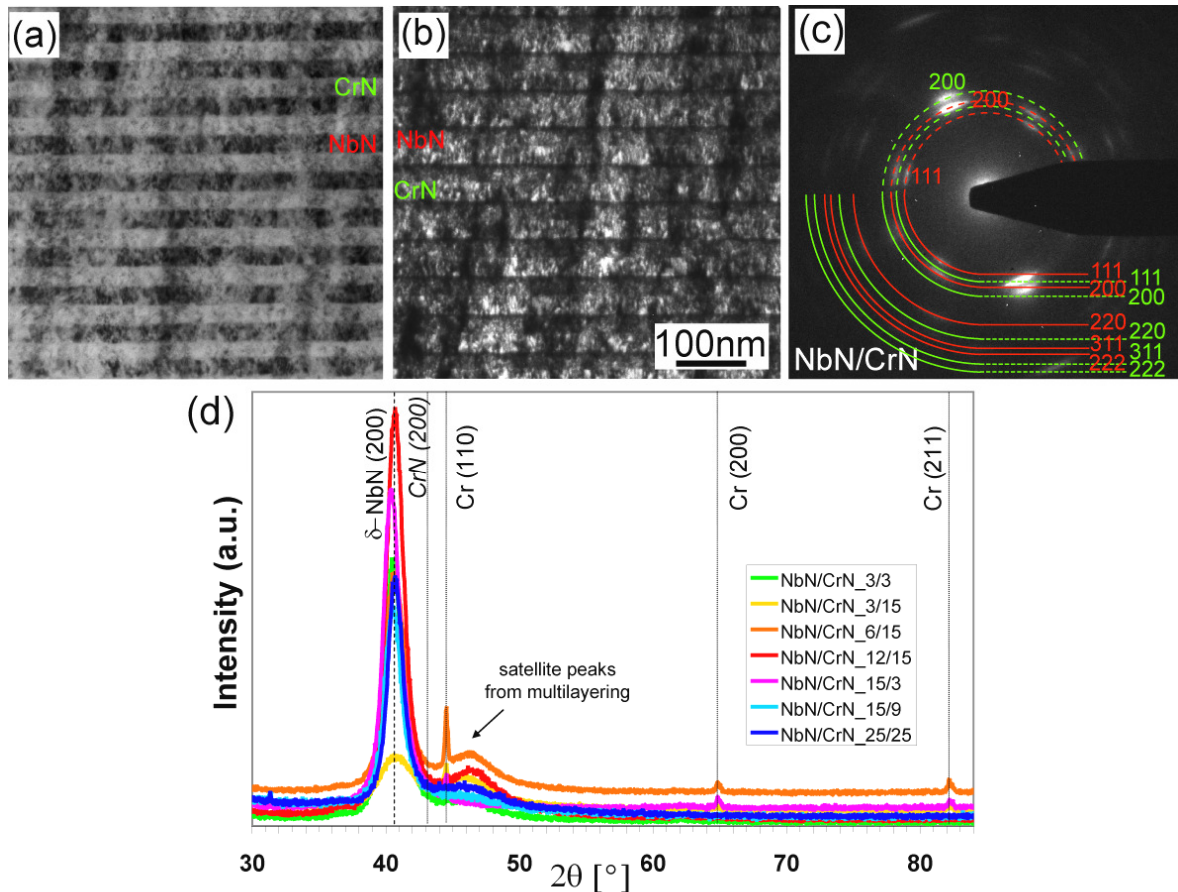 (a)
CrN
NbN
(b)
NbN
CrN
100nm
(c)
200
200
111
111
111
200
200
220
220
311
311
222
222
NbN/CrN
(d)
δ–NbN (200)
CrN (200)
Cr (110)
Cr (200)
Cr (211)
Intensity (a.u.)
satellite peaks
from multilayering
NbN/CrN_3/3
NbN/CrN_3/15
NbN/CrN_6/15
NbN/CrN_12/15
NbN/CrN_15/3
NbN/CrN_15/9
NbN/CrN_25/25
30 40 50 60 70 80
2θ [°]